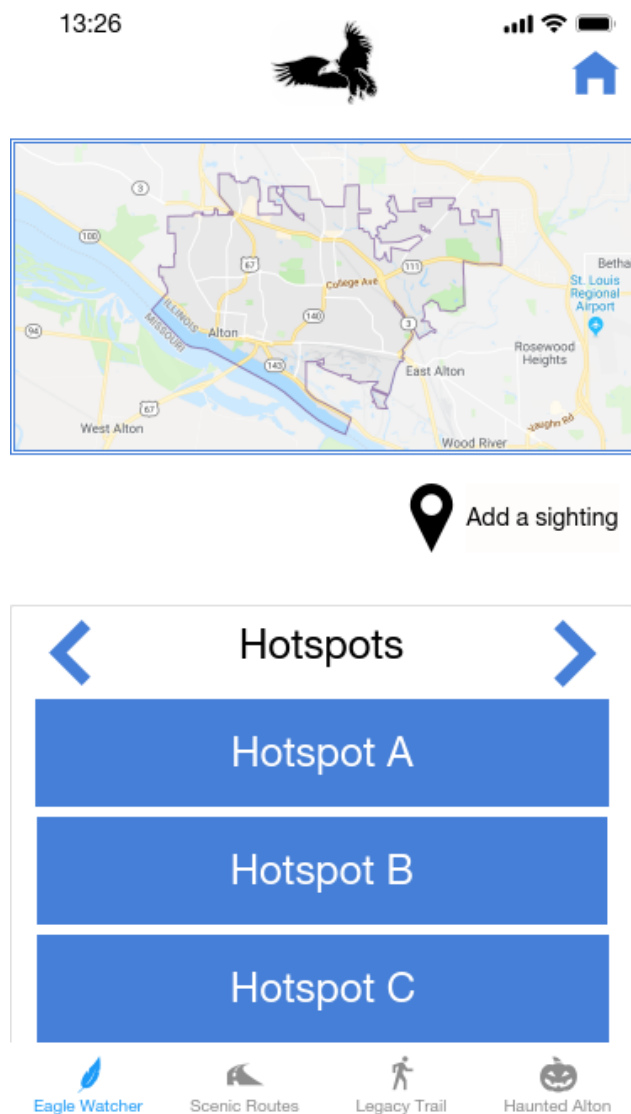 13:26
3
100
67
College Ave
111
Betha
St. Louis
Regional
Airport
ILLINOIS
MISSOURI
140
3
94
Alton
Rosewood
Heights
143
East Alton
67
West Alton
Vaughn Rd
Wood River
Add a sighting
Hotspots
Hotspot A
Hotspot B
Hotspot C
Eagle Watcher
Scenic Routes
Legacy Trail
Haunted Alton